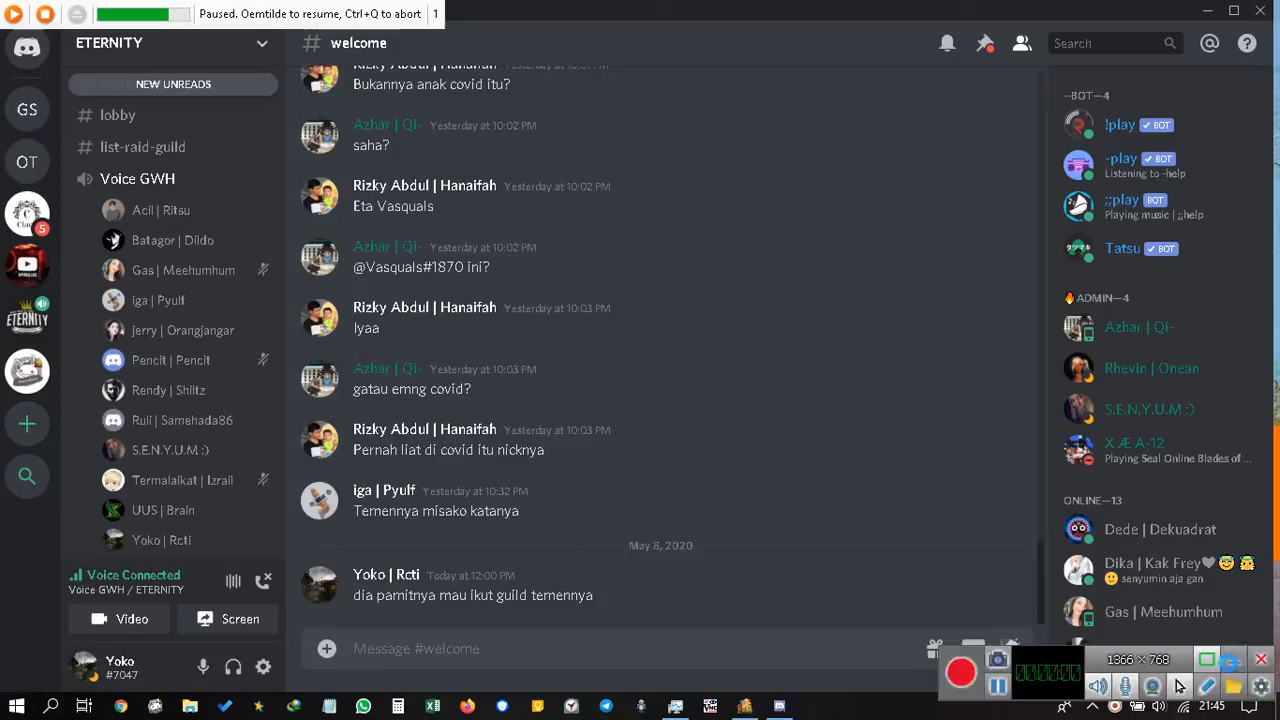 Paused. Oemtilde to resume, Ctrl+Q to abort 1
ETERNITY
# welcome
Search
NEW UNREADS
# lobby
# list-raid-guild
Voice GWH
Acil | Ritsu
Batagor | Dildo
Gas | Meehumhum
iga | Pyulf
jerry | Orangjangar
Pencit | Pencit
Rendy | Shiltz
Ruli | Samehada86
S.E.N.Y.U.M :)
Termalaikat | Izrail
UUS | Brain
Yoko | Rcti
Voice Connected
Voice GWH / ETERNITY
Video
Screen
Yoko
#7047
GS
OT
5
ETERNITY
Rizky Abdul | Hanaifah
Bukannya anak covid itu?
Azhar | Qi- Yesterday at 10:02 PM
saha?
Rizky Abdul | Hanaifah Yesterday at 10:02 PM
Eta Vasquals
Azhar | Qi- Yesterday at 10:02 PM
@Vasquals#1870 ini?
Rizky Abdul | Hanaifah Yesterday at 10:03 PM
Iyaa
Azhar | Qi- Yesterday at 10:03 PM
gatau emng covid?
Rizky Abdul | Hanaifah Yesterday at 10:03 PM
Pernah liat di covid itu nicknya
iga | Pyulf Yesterday at 10:32 PM
Temennya misako katanya
May 8, 2020
Yoko | Rcti Today at 12:00 PM
dia pamitnya mau ikut guild temennya
Message #welcome
--BOT—4
!play BOT
-play BOT
Listening to -help
;;play BOT
Playing music | ;;help
Tatsu BOT
ADMIN—4
Azhar | Qi-
Rhevin | Onean
S.E.N.Y.U.M :)
X Æ A-12
Playing Seal Online Blades of ...
ONLINE—13
Dede | Dekuadrat
Dika | Kak Frey
senyumin aja gan
Gas | Meehumhum
1366 × 768
21:45